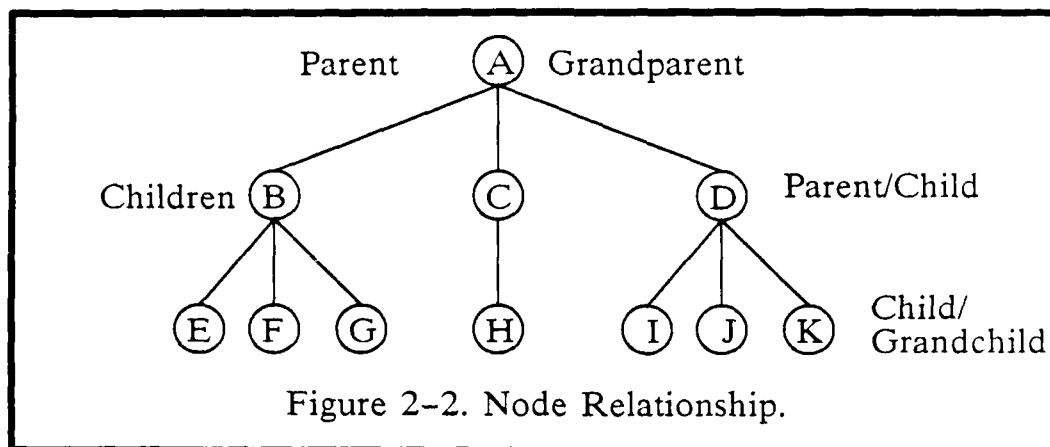 Parent A Grandparent
Children B C D Parent/Child
E F G H I J K Child/
Grandchild
Figure 2-2. Node Relationship.